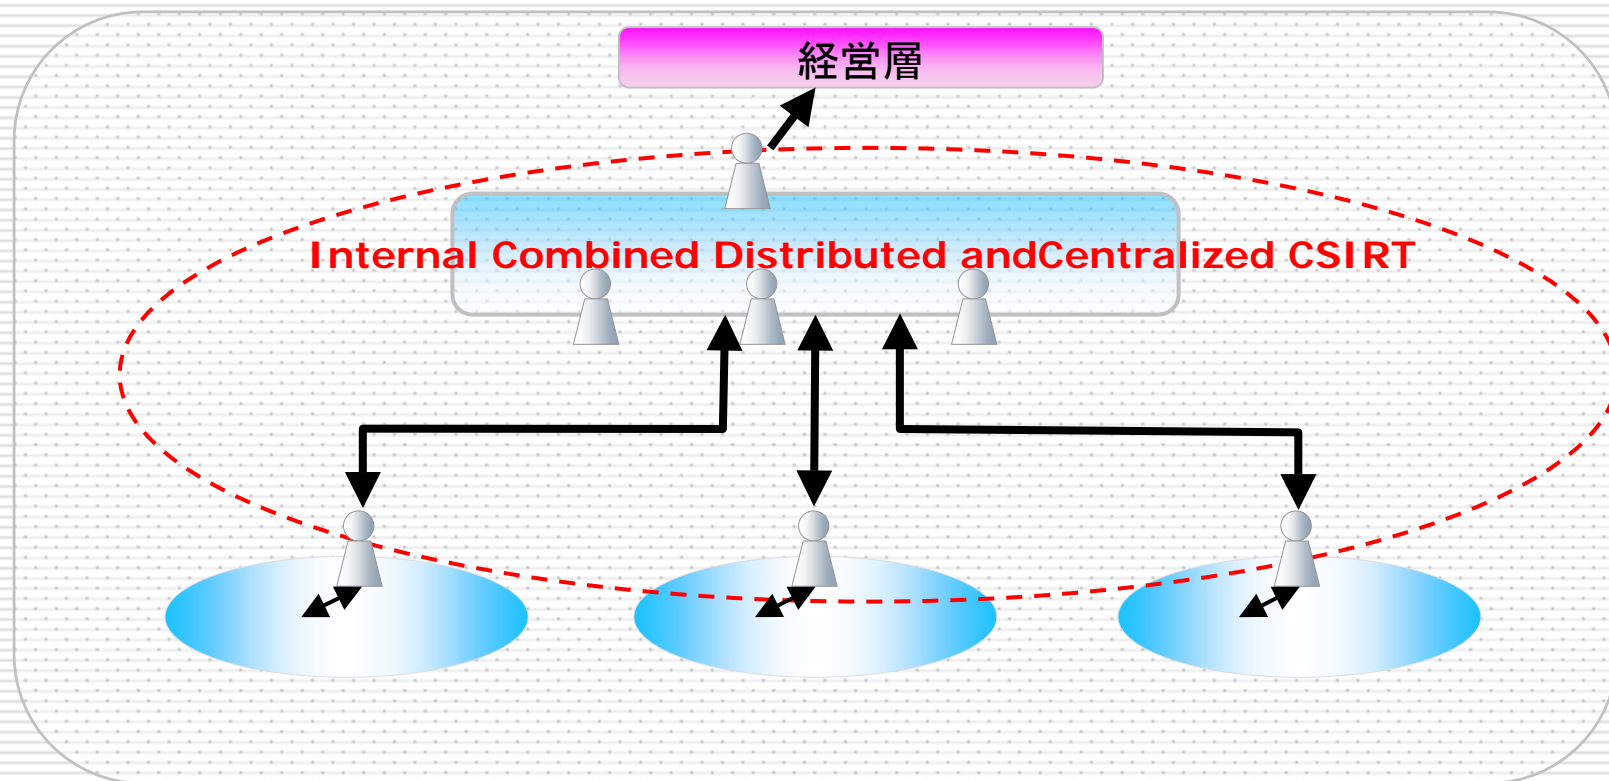 経営層
Internal Combined Distributed andCentralized CSIRT